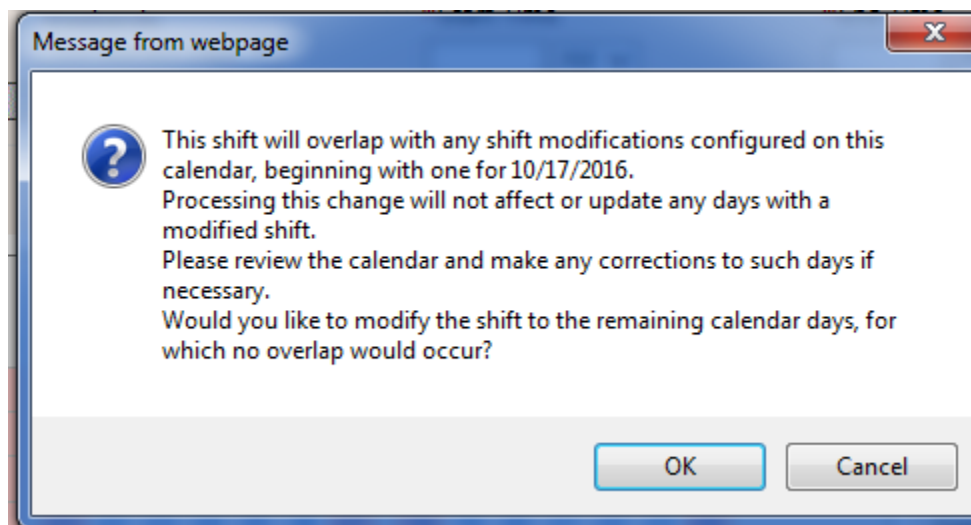 Message from webpage
This shift will overlap with any shift modifications configured on this
calendar, beginning with one for 10/17/2016.
Processing this change will not affect or update any days with a
modified shift.
Please review the calendar and make any corrections to such days if
necessary.
Would you like to modify the shift to the remaining calendar days, for
which no overlap would occur?
OK
Cancel